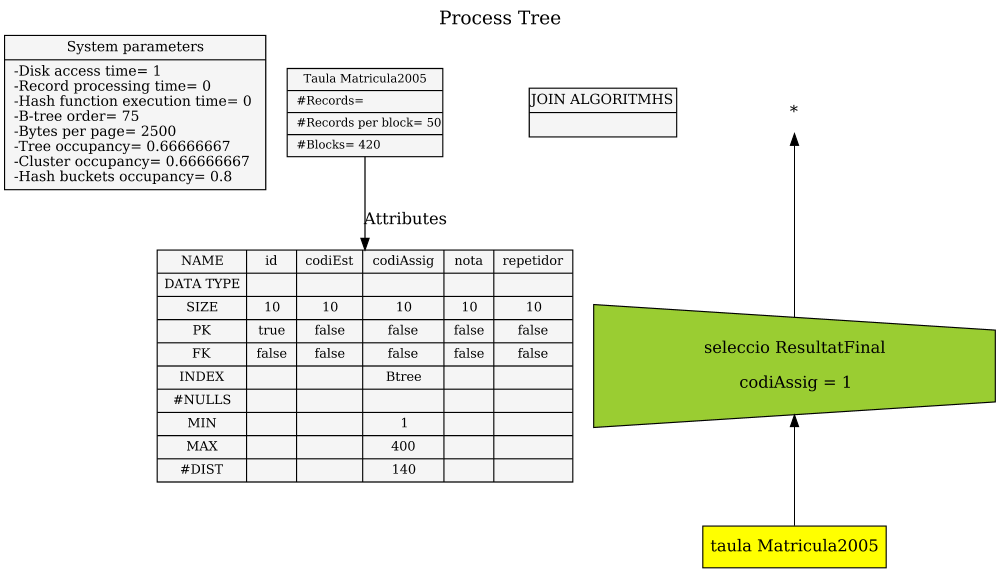 Process Tree
System parameters
-Disk access time= 1
-Record processing time= 0
-Hash function execution time= 0
-B-tree order= 75
-Bytes per page= 2500
-Tree occupancy= 0.66666667
-Cluster occupancy= 0.66666667
-Hash buckets occupancy= 0.8
Taula Matricula2005
#Records=
#Records per block= 50
#Blocks= 420
JOIN ALGORITMHS
*
Attributes
NAME id codiEst codiAssig nota repetidor
DATA TYPE
SIZE 10 10 10 10 10
PK true false false false false
FK false false false false false
INDEX Btree
#NULLS
MIN 1
MAX 400
#DIST 140
seleccio ResultatFinal
codiAssig = 1
taula Matricula2005